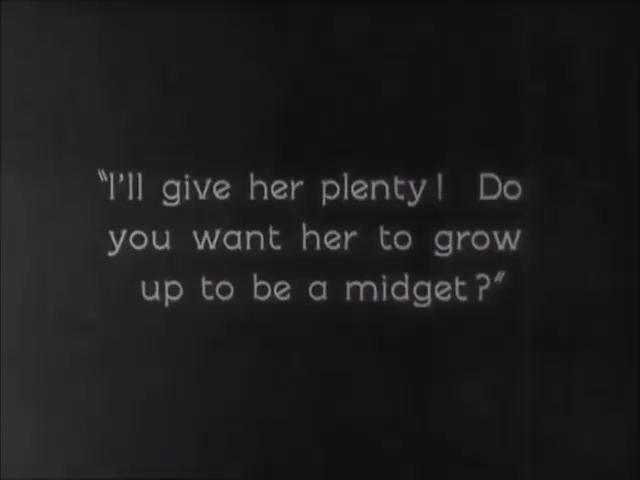 "I'll give her plenty! Do
you want her to grow
up to be a midget?"